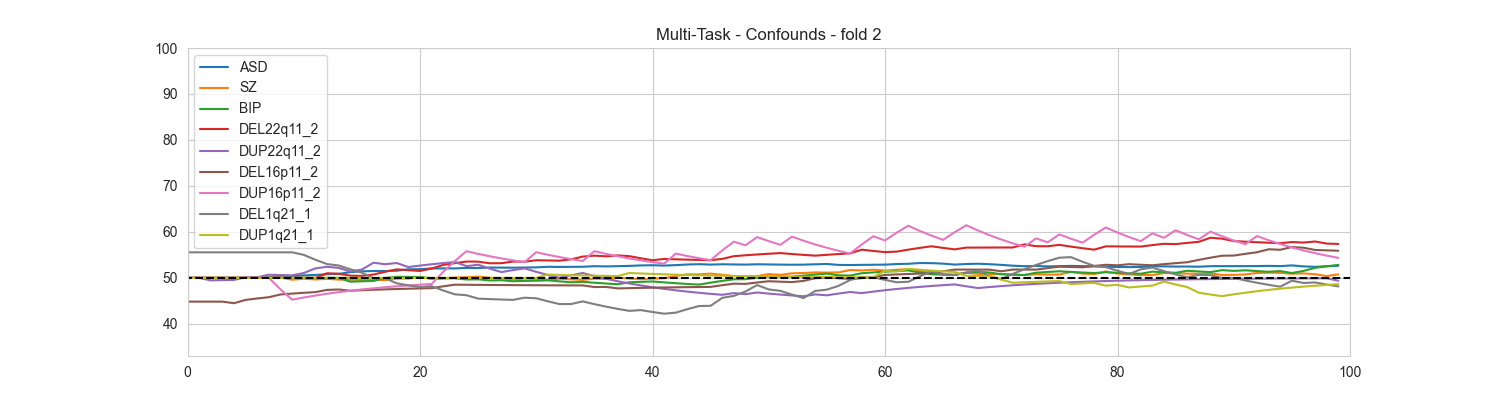 Multi-Task - Confounds - fold 2
100
90
80
70
60
50
40
ASD
SZ
BIP
DEL22q11_2
DUP22q11_2
DEL16p11_2
DUP16p11_2
DEL1q21_1
DUP1q21_1
0
20
40
60
80
100